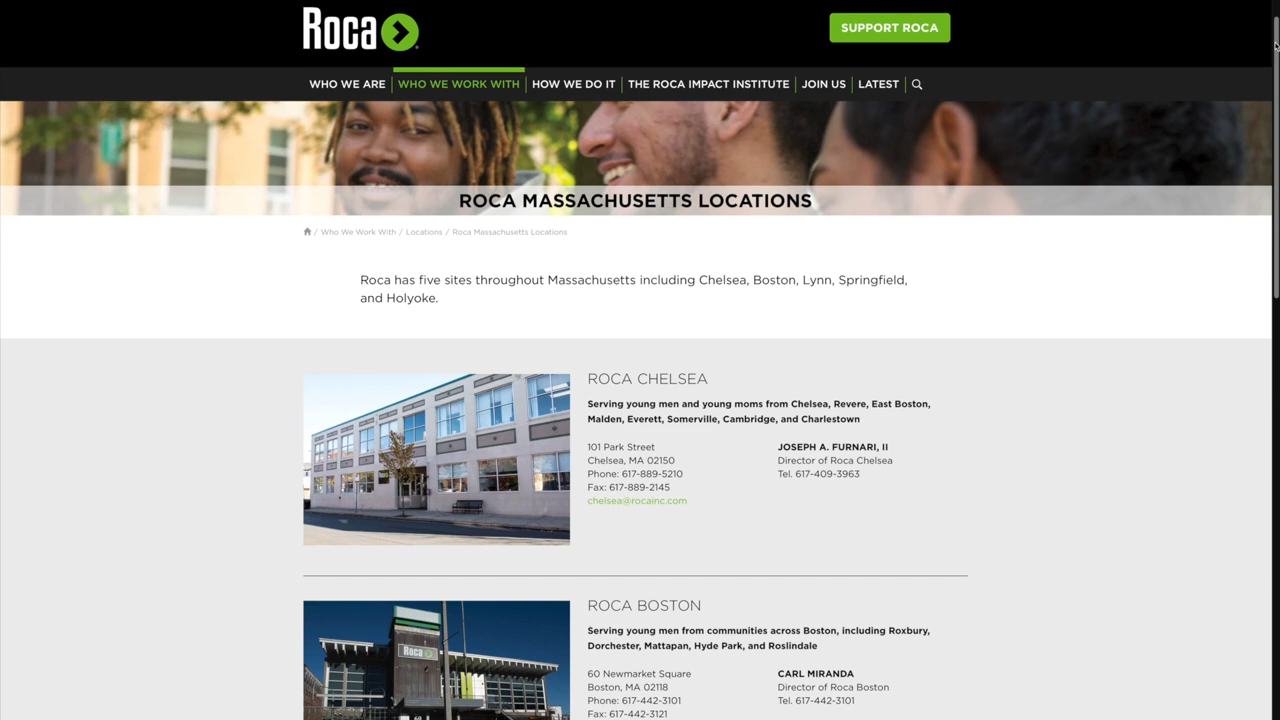 Roca
SUPPORT ROCA
WHO WE ARE
WHO WE WORK WITH
HOW WE DO IT
THE ROCA IMPACT INSTITUTE
JOIN US
LATEST
ROCA MASSACHUSETTS LOCATIONS
/ Who We Work With / Locations / Roca Massachusetts Locations
Roca has five sites throughout Massachusetts including Chelsea, Boston, Lynn, Springfield,
and Holyoke.
ROCA CHELSEA
Serving young men and young moms from Chelsea, Revere, East Boston,
Malden, Everett, Somerville, Cambridge, and Charlestown
101 Park Street
Chelsea, MA 02150
Phone: 617-889-5210
Fax: 617-889-2145
chelsea@rocainc.com
JOSEPH A. FURNARI, II
Director of Roca Chelsea
Tel. 617-409-3963
Roca
ROCA BOSTON
Serving young men from communities across Boston, including Roxbury,
Dorchester, Mattapan, Hyde Park, and Roslindale
60 Newmarket Square
Boston, MA 02118
Phone: 617-442-3101
Fax: 617-442-3121
CARL MIRANDA
Director of Roca Boston
Tel. 617-442-3101